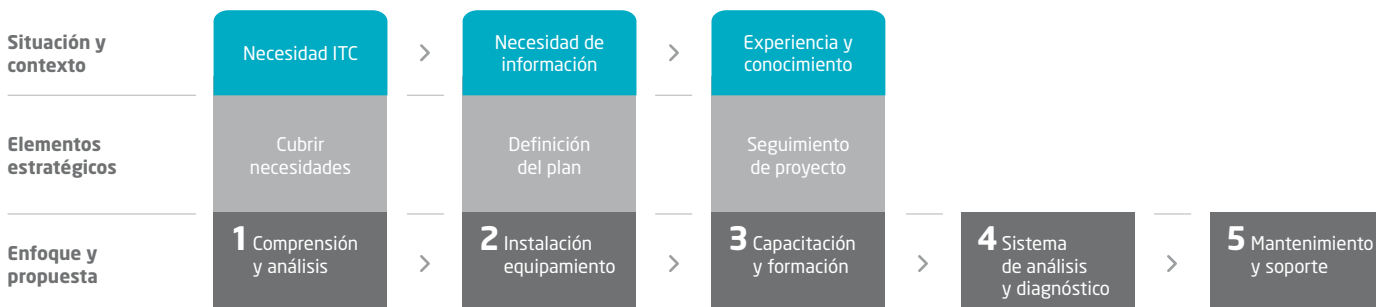 Situación y
contexto
Necesidad ITC
>
Necesidad de
información
>
Experiencia y
conocimiento
Elementos
estratégicos
Cubrir
necesidades
Definición
del plan
Seguimiento
de proyecto
Enfoque y
propuesta
1 Comprensión
y análisis
>
2 Instalación
equipamiento
>
3 Capacitación
y formación
>
4 Sistema
de análisis
y diagnóstico
>
5 Mantenimiento
y soporte